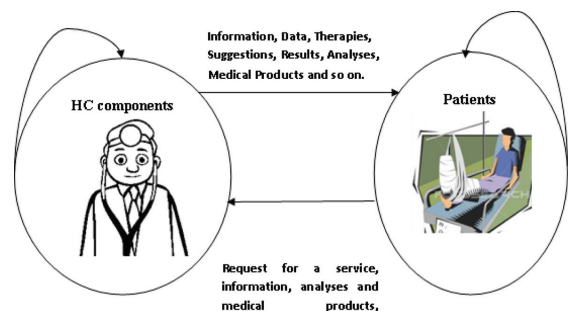 Information, Data, Therapies,
Suggestions, Results, Analyses,
Medical Products and so on.
HC components
Patients
Request for a service,
information, analyses and
medical products,